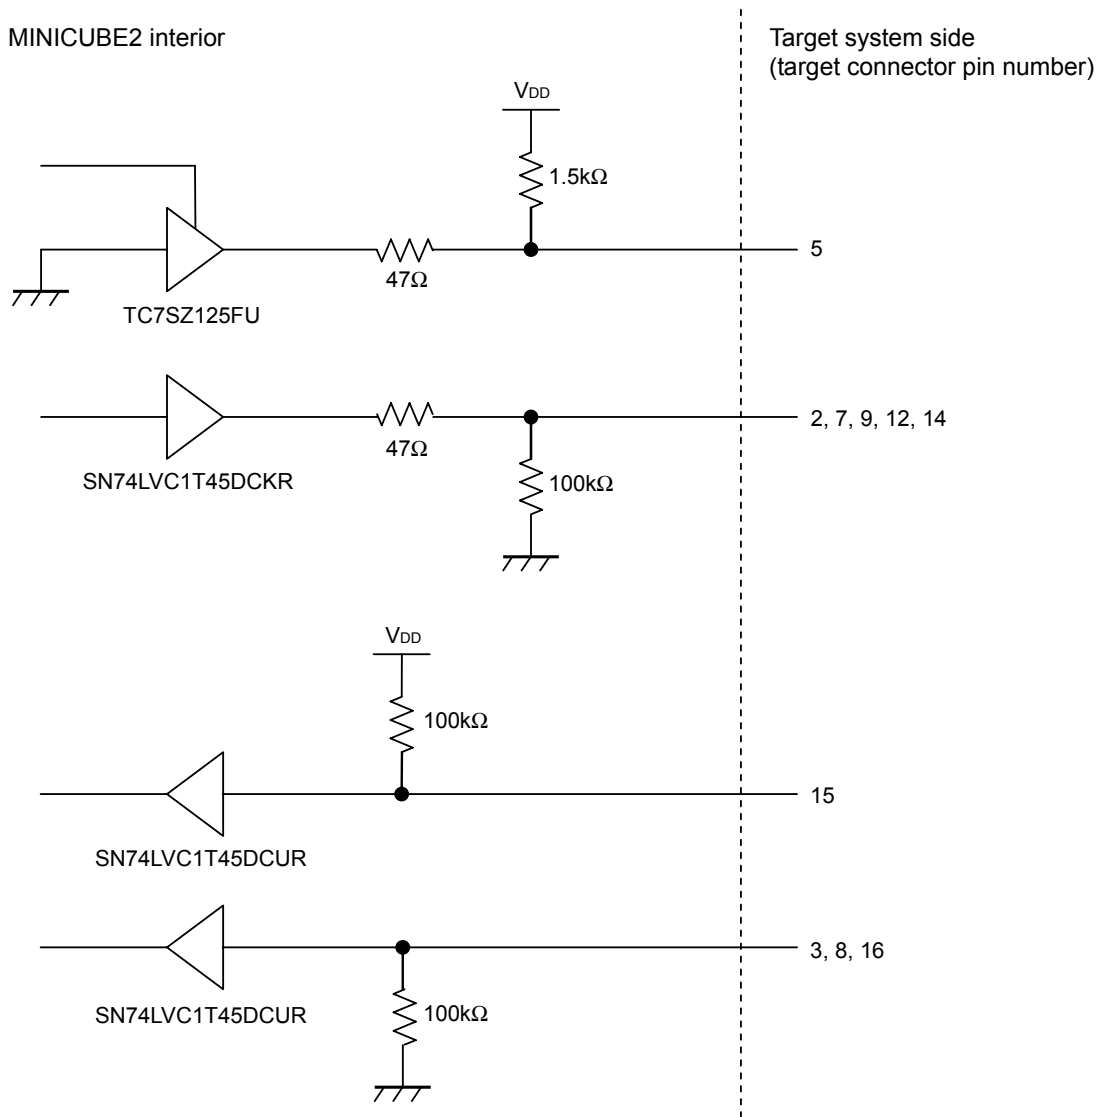 MINICUBE2 interior
Target system side
(target connector pin number)
VDD
1.5kΩ
5
47Ω
TC7SZ125FU
2, 7, 9, 12, 14
47Ω
SN74LVC1T45DCKR
100kΩ
VDD
100kΩ
15
SN74LVC1T45DCUR
3, 8, 16
SN74LVC1T45DCUR
100kΩ